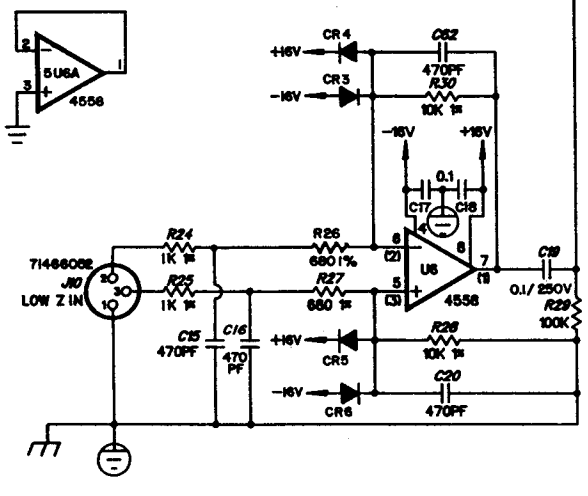 2
5U6A
1
3
4558
CR4
+16V
C62
470PF
CR3
-16V
R30
10K 1%
-16V
+16V
0.1
C17
C18
4
8
R24
1K 1%
R26
680 1%
6
(2)
7
(1)
U6
4558
C19
0.1/250V
71466052
J10
LOW Z IN
2
3
1
R25
1K 1%
R27
680 1%
5
(3)
R29
100K
C15
470PF
C16
470
PF
+16V
CR5
R28
10K 1%
-16V
CR6
C20
470PF